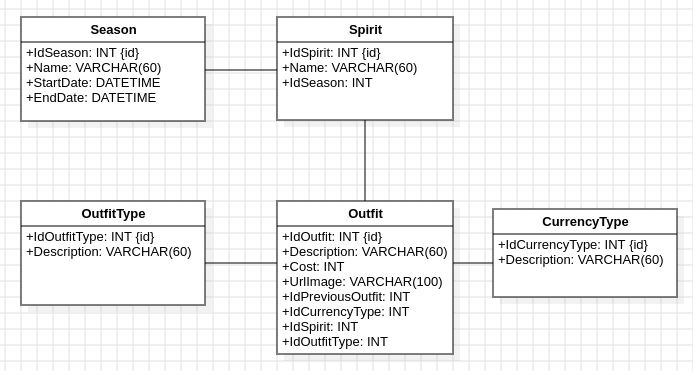 Season
+IdSeason: INT {id}
+Name: VARCHAR(60)
+StartDate: DATETIME
+EndDate: DATETIME
Spirit
+IdSpirit: INT {id}
+Name: VARCHAR(60)
+IdSeason: INT
OutfitType
+IdOutfitType: INT {id}
+Description: VARCHAR(60)
Outfit
+IdOutfit: INT {id}
+Description: VARCHAR(60)
+Cost: INT
+UrlImage: VARCHAR(100)
+IdPreviousOutfit: INT
+IdCurrencyType: INT
+IdSpirit: INT
+IdOutfitType: INT
CurrencyType
+IdCurrencyType: INT {id}
+Description: VARCHAR(60)